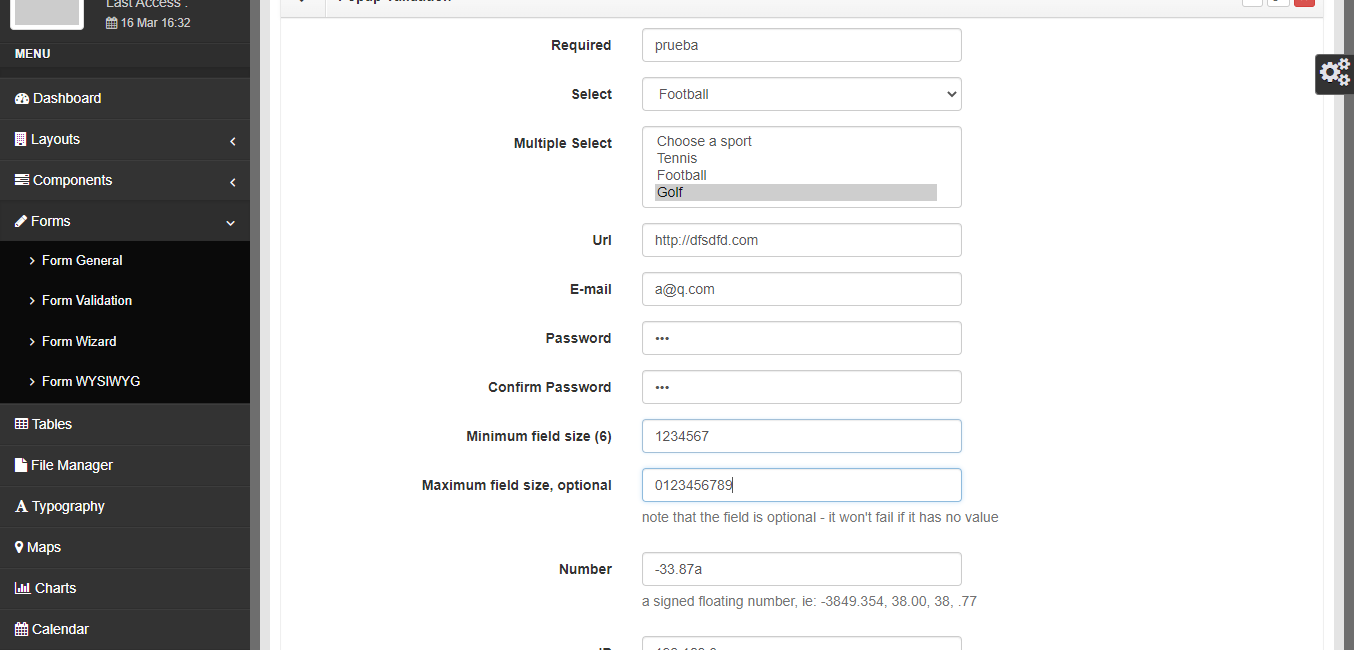 Last Access :
16 Mar 16:32
MENU
Dashboard
Layouts
Components
Forms
Form General
Form Validation
Form Wizard
Form WYSIWYG
Tables
File Manager
Typography
Maps
Charts
Calendar
Popup Validation
Required prueba
Select Football
Multiple Select Choose a sport
Tennis
Football
Golf
Url http://dfsdfd.com
E-mail a@q.com
Password •••
Confirm Password •••
Minimum field size (6) 1234567
Maximum field size, optional 0123456789
note that the field is optional - it won't fail if it has no value
Number -33.87a
a signed floating number, ie: -3849.354, 38.00, 38, .77
IP